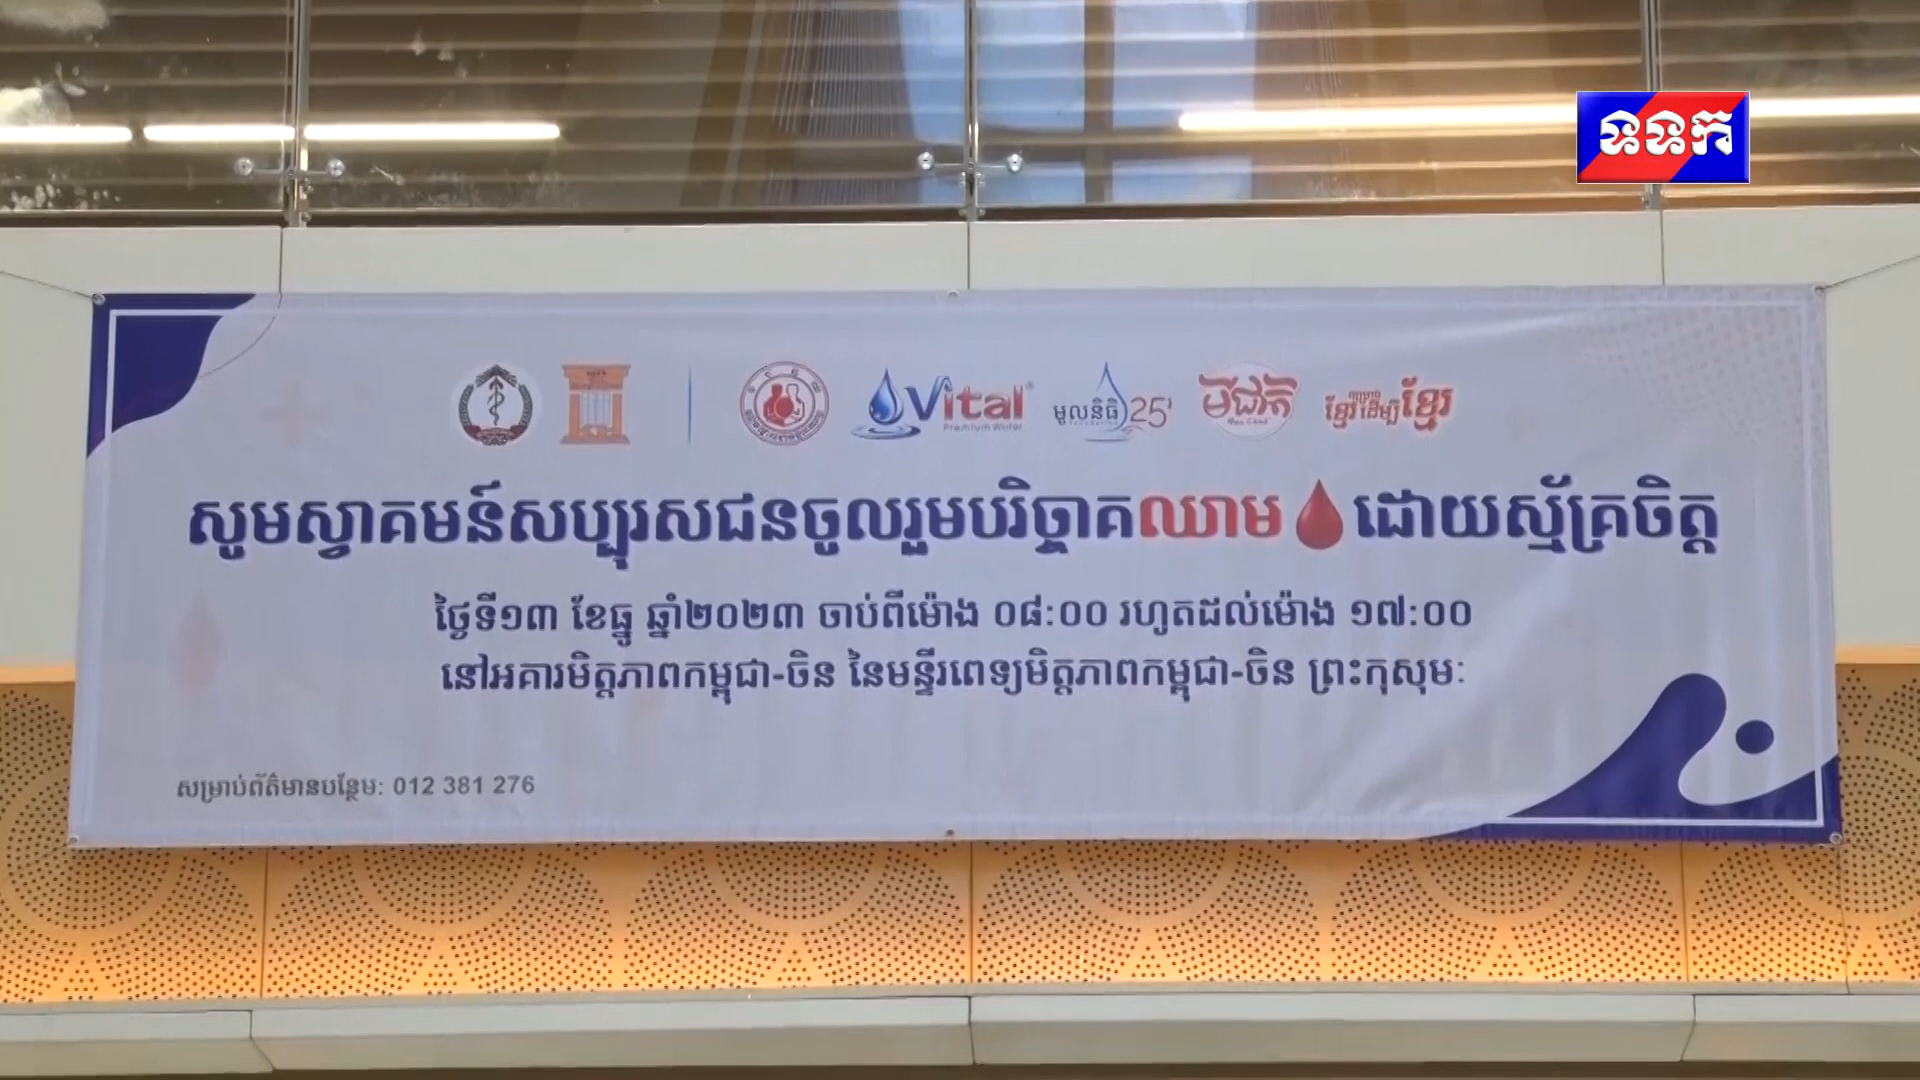 ទទក
Vital
Premium Water
មូលនិធិ 25
មីជាតិ
ខ្មែរដើម្បីខ្មែរ
សូមស្វាគមន៍សប្បុរសជនចូលរួមបរិច្ចាគឈាមដោយស្ម័គ្រចិត្ត
ថ្ងៃទី១៣ ខែធ្នូ ឆ្នាំ២០២៣ ចាប់ពីម៉ោង ០៨:០០ រហូតដល់ម៉ោង ១៧:០០
នៅអគារមិត្តភាពកម្ពុជា-ចិន នៃមន្ទីរពេទ្យមិត្តភាពកម្ពុជា-ចិន ព្រះកុសុមៈ
សម្រាប់ព័ត៌មានបន្ថែម: 012 381 276